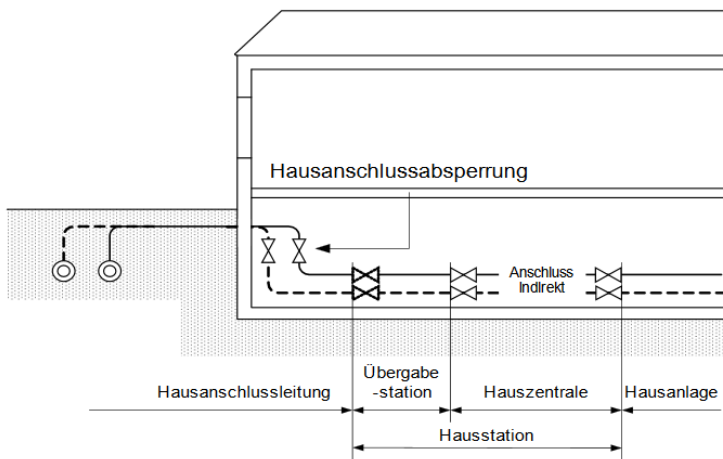 Hausanschlussabsperrung
Anschluss
Indirekt
Übergabe
-station
Hausanschlussleitung
Hauszentrale
Hausanlage
Hausstation